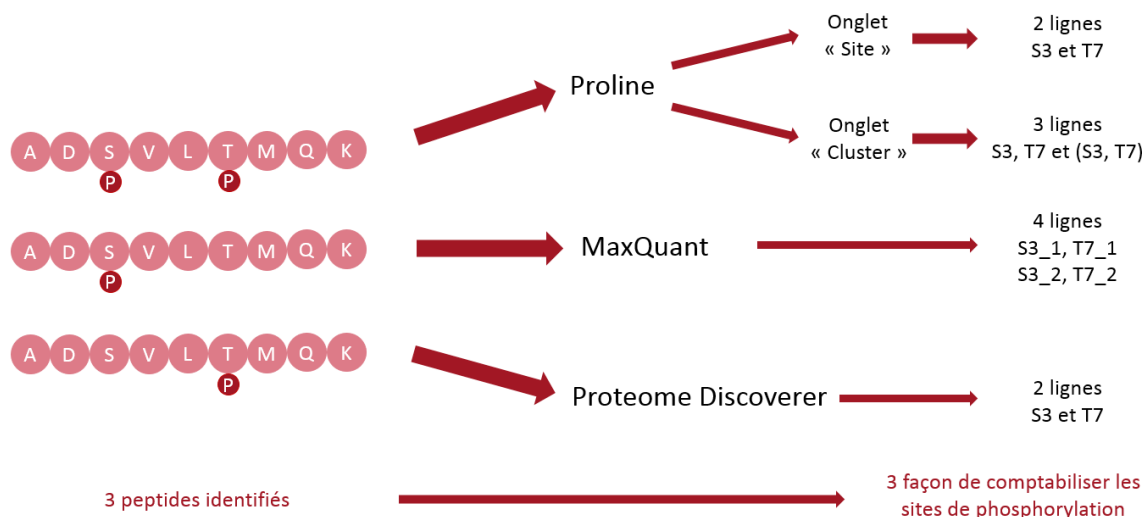 Onglet
« Site »
2 lignes
S3 et T7
Proline
Onglet
« Cluster »
3 lignes
S3, T7 et (S3, T7)
A D S V L T M Q K
P P
A D S V L T M Q K
P
MaxQuant
4 lignes
S3_1, T7_1
S3_2, T7_2
A D S V L T M Q K
P
Proteome Discoverer
2 lignes
S3 et T7
3 peptides identifiés
3 façon de comptabiliser les
sites de phosphorylation